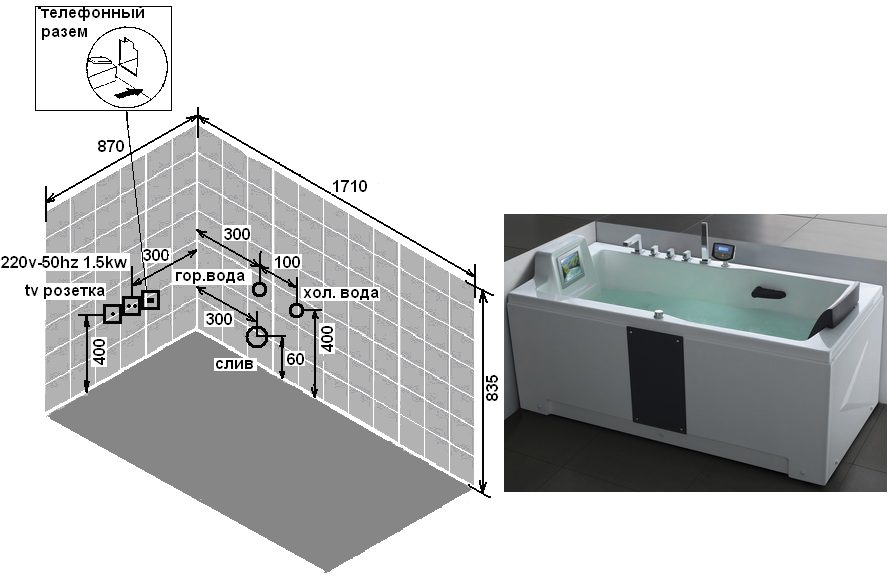 телефонный
разем
870
1710
300
100
220v-50hz 1.5kw
300
гор.вода
tv розетка
хол. вода
300
400
слив
60
400
835